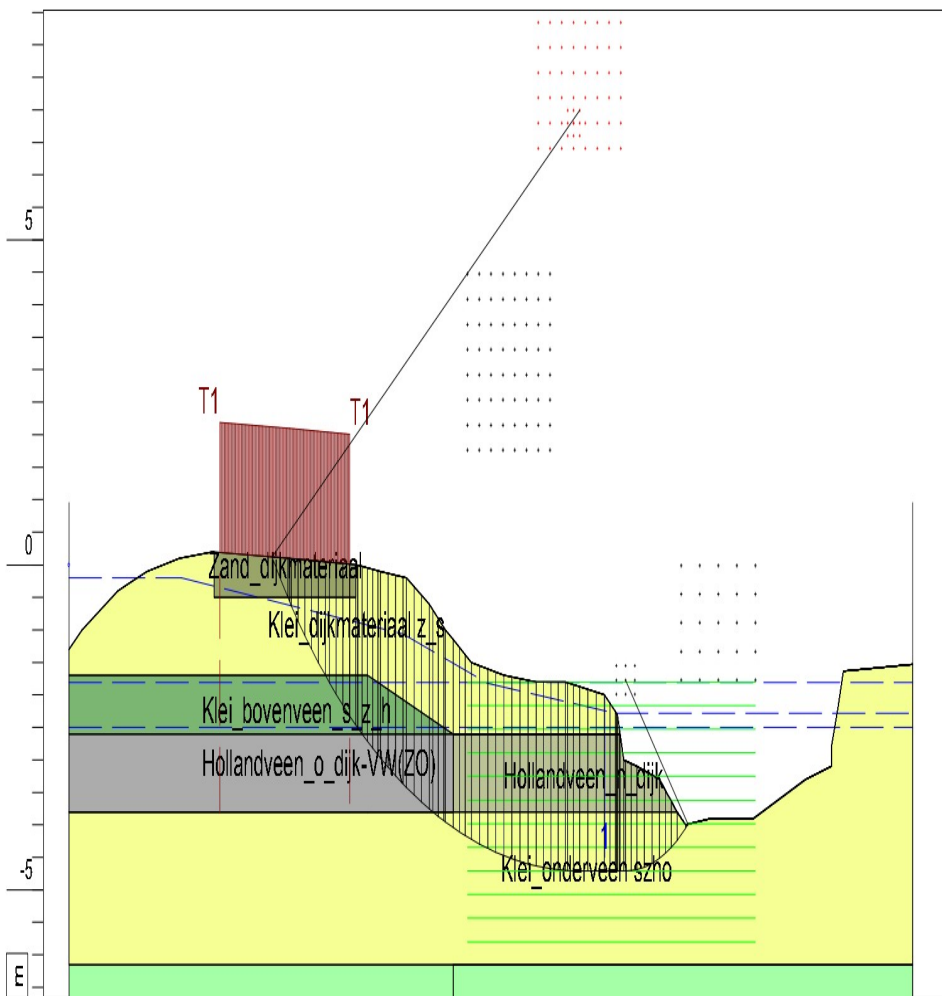 5
T1
T1
0
Zand_dijkmateriaal
Klei_dijkmateriaal z_s
Klei_bovenveen_s_z_h
Hollandveen_o_dijk-VW(ZO)
Hollandveen_n_dijk
1
Klei_onderveen szho
-5
m